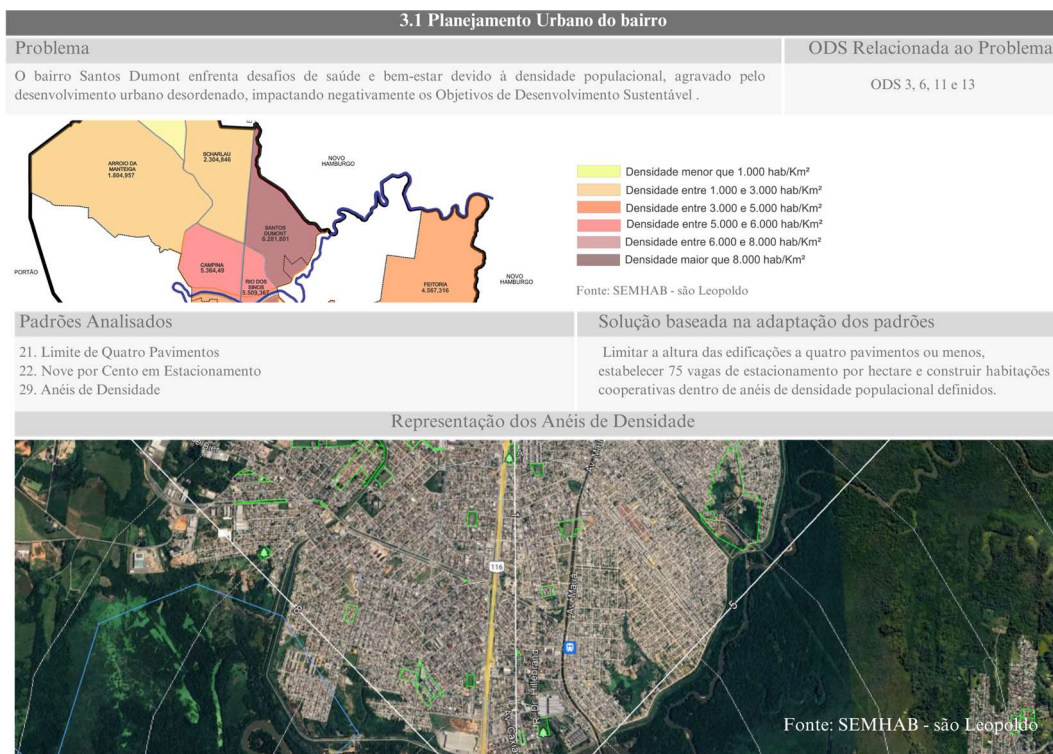 3.1 Planejamento Urbano do bairro
Problema
ODS Relacionada ao Problema
O bairro Santos Dumont enfrenta desafios de saúde e bem-estar devido à densidade populacional, agravado pelo
desenvolvimento urbano desordenado, impactando negativamente os Objetivos de Desenvolvimento Sustentável .
ODS 3, 6, 11 e 13
ARROIO DA
MANTEIGA
1.804,957
SCHARLAU
2.304,846
NOVO
HAMBURGO
SANTOS
DUMONT
6.281,801
CAMPINA
5.364,49
RIO DOS
SINOS
5.509,367
PORTÃO
FEITORIA
4.567,316
NOVO
HAMBURGO
Densidade menor que 1.000 hab/Km²
Densidade entre 1.000 e 3.000 hab/Km²
Densidade entre 3.000 e 5.000 hab/Km²
Densidade entre 5.000 e 6.000 hab/Km²
Densidade entre 6.000 e 8.000 hab/Km²
Densidade maior que 8.000 hab/Km²
Fonte: SEMHAB - são Leopoldo
Padrões Analisados
21. Limite de Quatro Pavimentos
22. Nove por Cento em Estacionamento
29. Anéis de Densidade
Solução baseada na adaptação dos padrões
Limitar a altura das edificações a quatro pavimentos ou menos,
estabelecer 75 vagas de estacionamento por hectare e construir habitações
cooperativas dentro de anéis de densidade populacional definidos.
Representação dos Anéis de Densidade
116
8
5
Av. Mauá
Fonte: SEMHAB - são Leopoldo